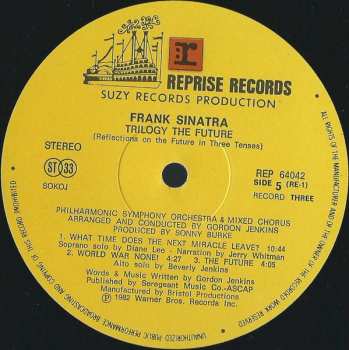 r
REPRISE RECORDS
SUZY RECORDS PRODUCTION
FRANK SINATRA
TRILOGY THE FUTURE
(Reflections on the Future in Three Tenses)
STEREO
ST 33
SOKOJ
REP 64042
SIDE 5 (RE-1)
RECORD THREE
PHILHARMONIC SYMPHONY ORCHESTRA & MIXED CHORUS
ARRANGED AND CONDUCTED BY GORDON JENKINS
PRODUCED BY SONNY BURKE
1. WHAT TIME DOES THE NEXT MIRACLE LEAVE? 10:44
Soprano solo by Diane Lee - Narration by Jerry Whitman
2. WORLD WAR NONE! 4:27 3. THE FUTURE 4:05
Alto solo by Beverly Jenkins
Words & Music Written by Gordon Jenkins
Published by Seregeant Music Co-ASCAP
Manufacture by Bristol Productions
Ⓟ 1982 Warner Bros. Records Inc.
ALL RIGHTS OF THE MANUFACTURER AND OF THE OWNER OF THE RECORDED WORK RESERVED
UNAUTHORIZED PUBLIC PERFORMANCE BROADCASTING AND COPYING OF THIS RECORD PROHIBITED